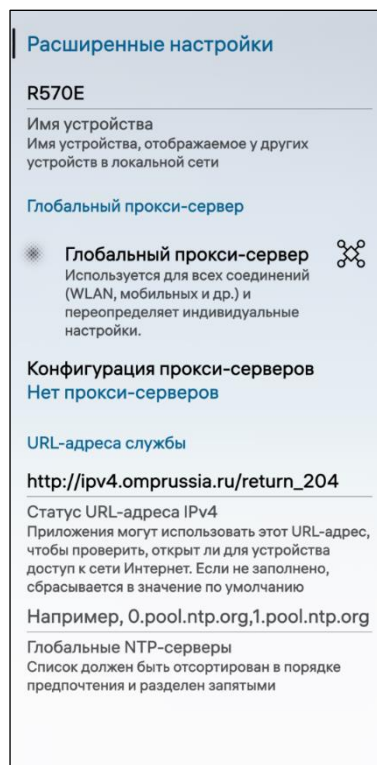 Расширенные настройки
R570E
Имя устройства
Имя устройства, отображаемое у других
устройств в локальной сети
Глобальный прокси-сервер
Глобальный прокси-сервер
Используется для всех соединений
(WLAN, мобильных и др.) и
переопределяет индивидуальные
настройки.
Конфигурация прокси-серверов
Нет прокси-серверов
URL-адреса службы
http://ipv4.omprussia.ru/return_204
Статус URL-адреса IPv4
Приложения могут использовать этот URL-адрес,
чтобы проверить, открыт ли для устройства
доступ к сети Интернет. Если не заполнено,
сбрасывается в значение по умолчанию
Например, 0.pool.ntp.org,1.pool.ntp.org
Глобальные NTP-серверы
Список должен быть отсортирован в порядке
предпочтения и разделен запятыми